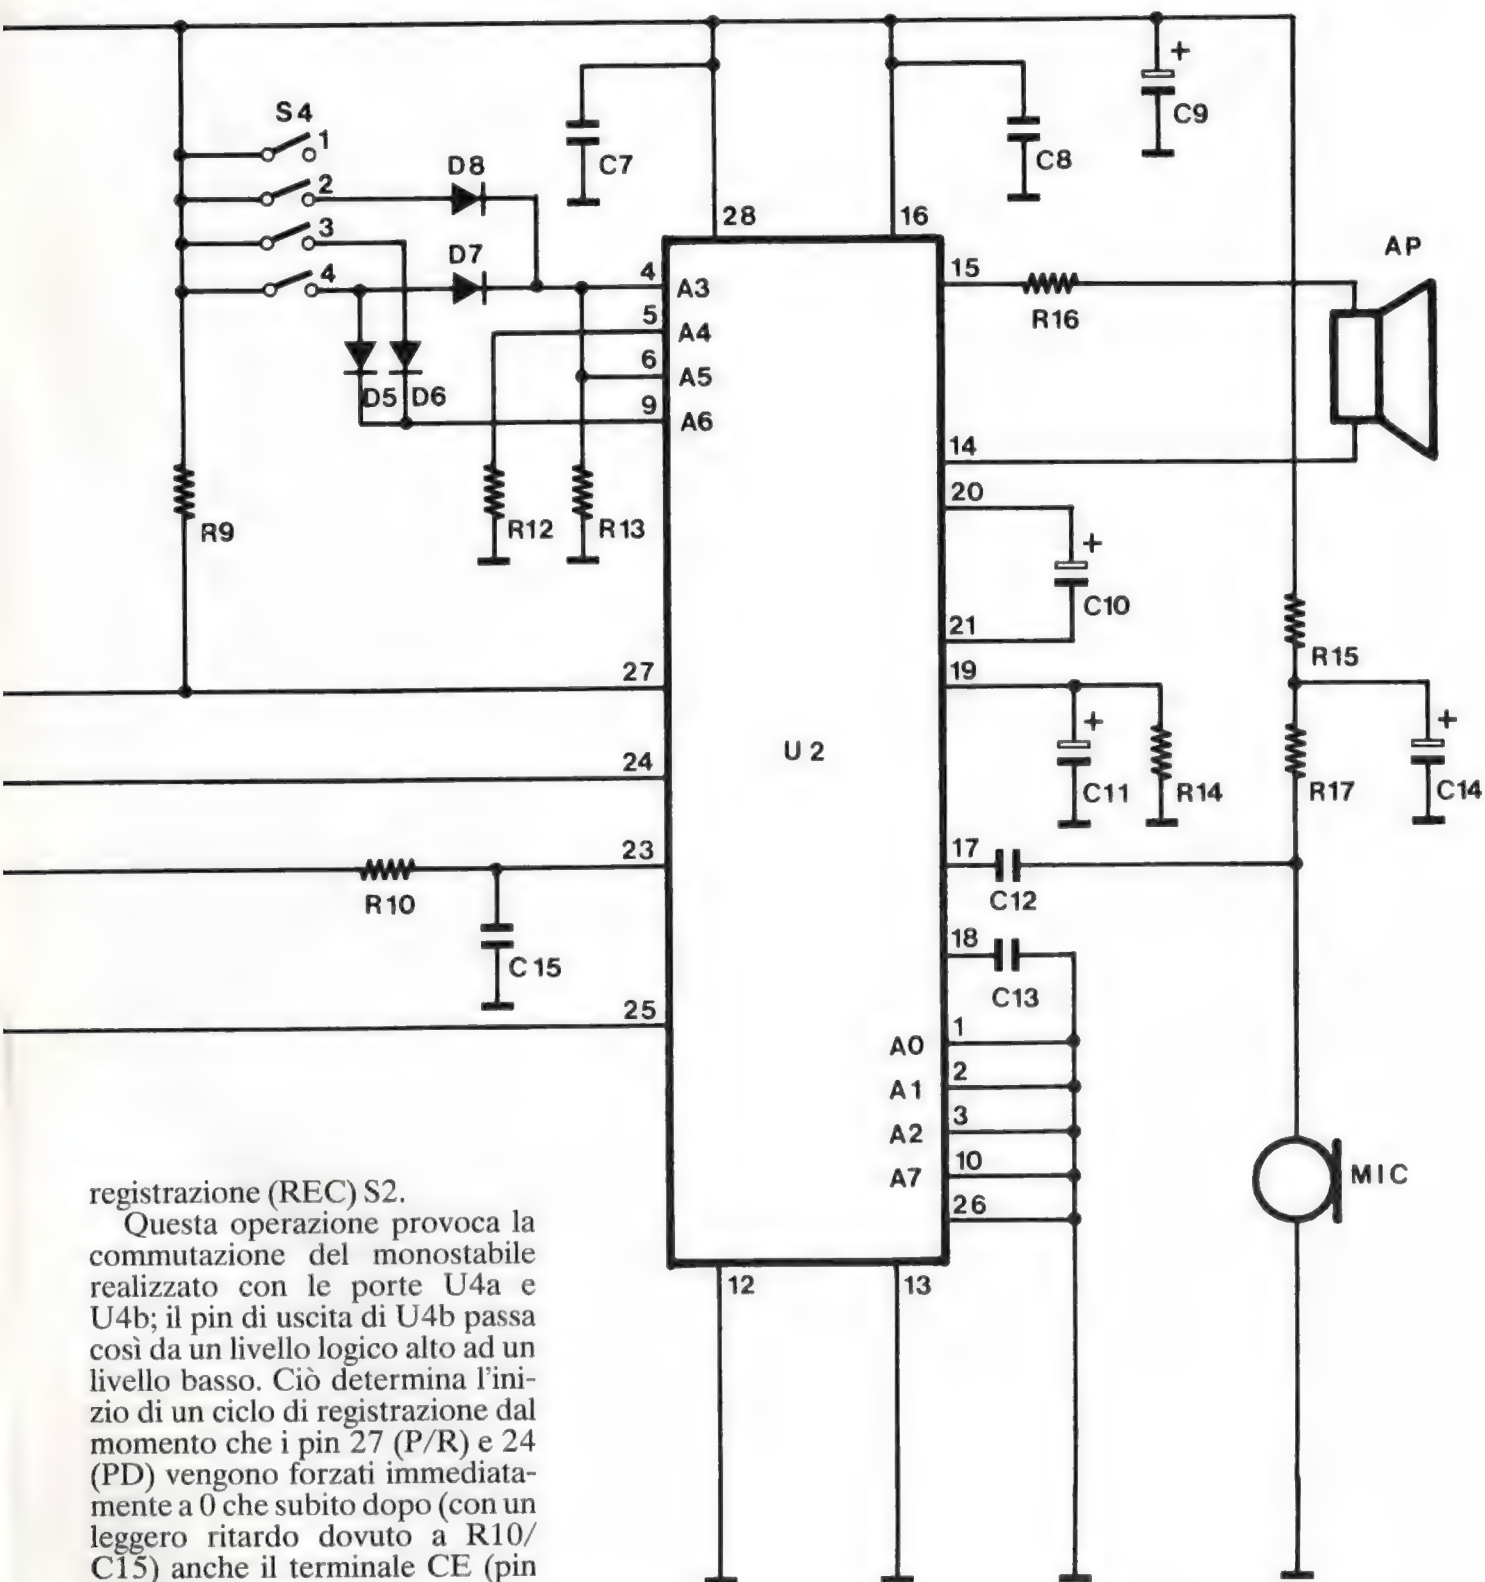 S4
1
2
3
4
D8
D7
D5
D6
C7
C8
C9
+
28
16
4
A3
5
A4
6
A5
9
A6
R9
R12
R13
15
R16
AP
14
20
+
C10
21
19
+
C11
R14
R15
R17
+
C14
27
24
U2
23
R10
C15
25
17
C12
18
C13
A0
1
A1
2
A2
3
A7
10
26
MIC
12
13
registrazione (REC) S2.
Questa operazione provoca la
commutazione del monostabile
realizzato con le porte U4a e
U4b; il pin di uscita di U4b passa
così da un livello logico alto ad un
livello basso. Ciò determina l'ini-
zio di un ciclo di registrazione dal
momento che i pin 27 (P/R) e 24
(PD) vengono forzati immediata-
mente a 0 che subito dopo (con un
leggero ritardo dovuto a R10/
C15) anche il terminale CE (pin